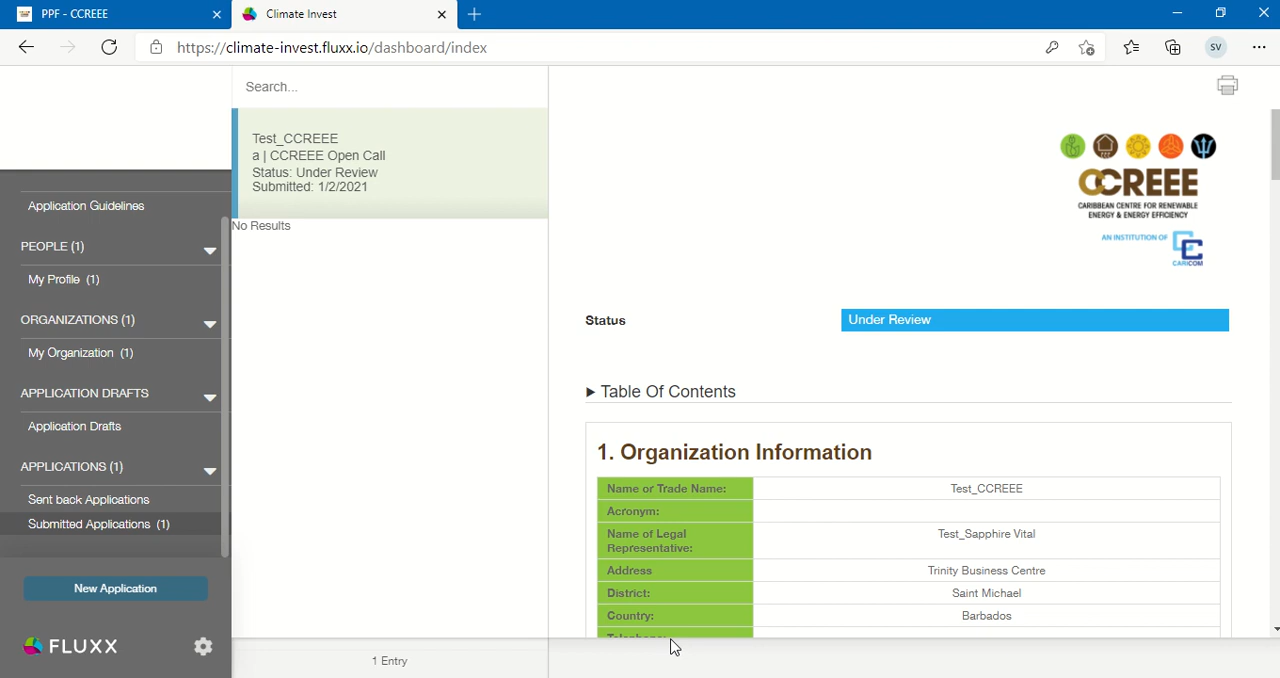 PPF - CCREEE
Climate Invest
https://climate-invest.fluxx.io/dashboard/index
SV
Search...
Application Guidelines
PEOPLE (1)
My Profile (1)
ORGANIZATIONS (1)
My Organization (1)
APPLICATION DRAFTS
Application Drafts
APPLICATIONS (1)
Sent back Applications
Submitted Applications (1)
New Application
FLUXX
Test_CCREEE
a | CCREEE Open Call
Status: Under Review
Submitted: 1/2/2021
No Results
1 Entry
CCREEE
CARIBBEAN CENTRE FOR RENEWABLE
ENERGY & ENERGY EFFICIENCY
AN INSTITUTION OF
CARICOM
Status Under Review
Table Of Contents
1. Organization Information
Name or Trade Name: Test_CCREEE
Acronym:
Name of Legal
Representative: Test_Sapphire Vital
Address Trinity Business Centre
District: Saint Michael
Country: Barbados
Telephone: